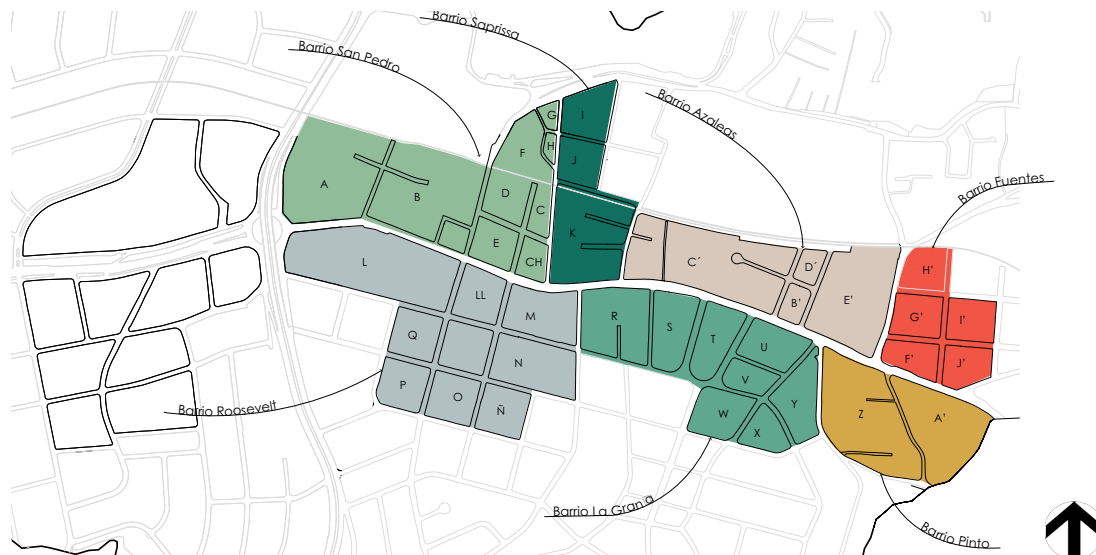 Barrio Saprissa
Barrio San Pedro
Barrio Azaleas
Barrio Fuentes
G
I
H
F
J
A
B
D
C
K
E
CH
L
LL
M
Q
N
P
O
Ñ
C´
D´
B'
E'
H'
G'
I'
F'
J'
R
S
T
U
V
W
X
Y
Z
A'
Barrio Roosevelt
Barrio La Granja
Barrio Pinto